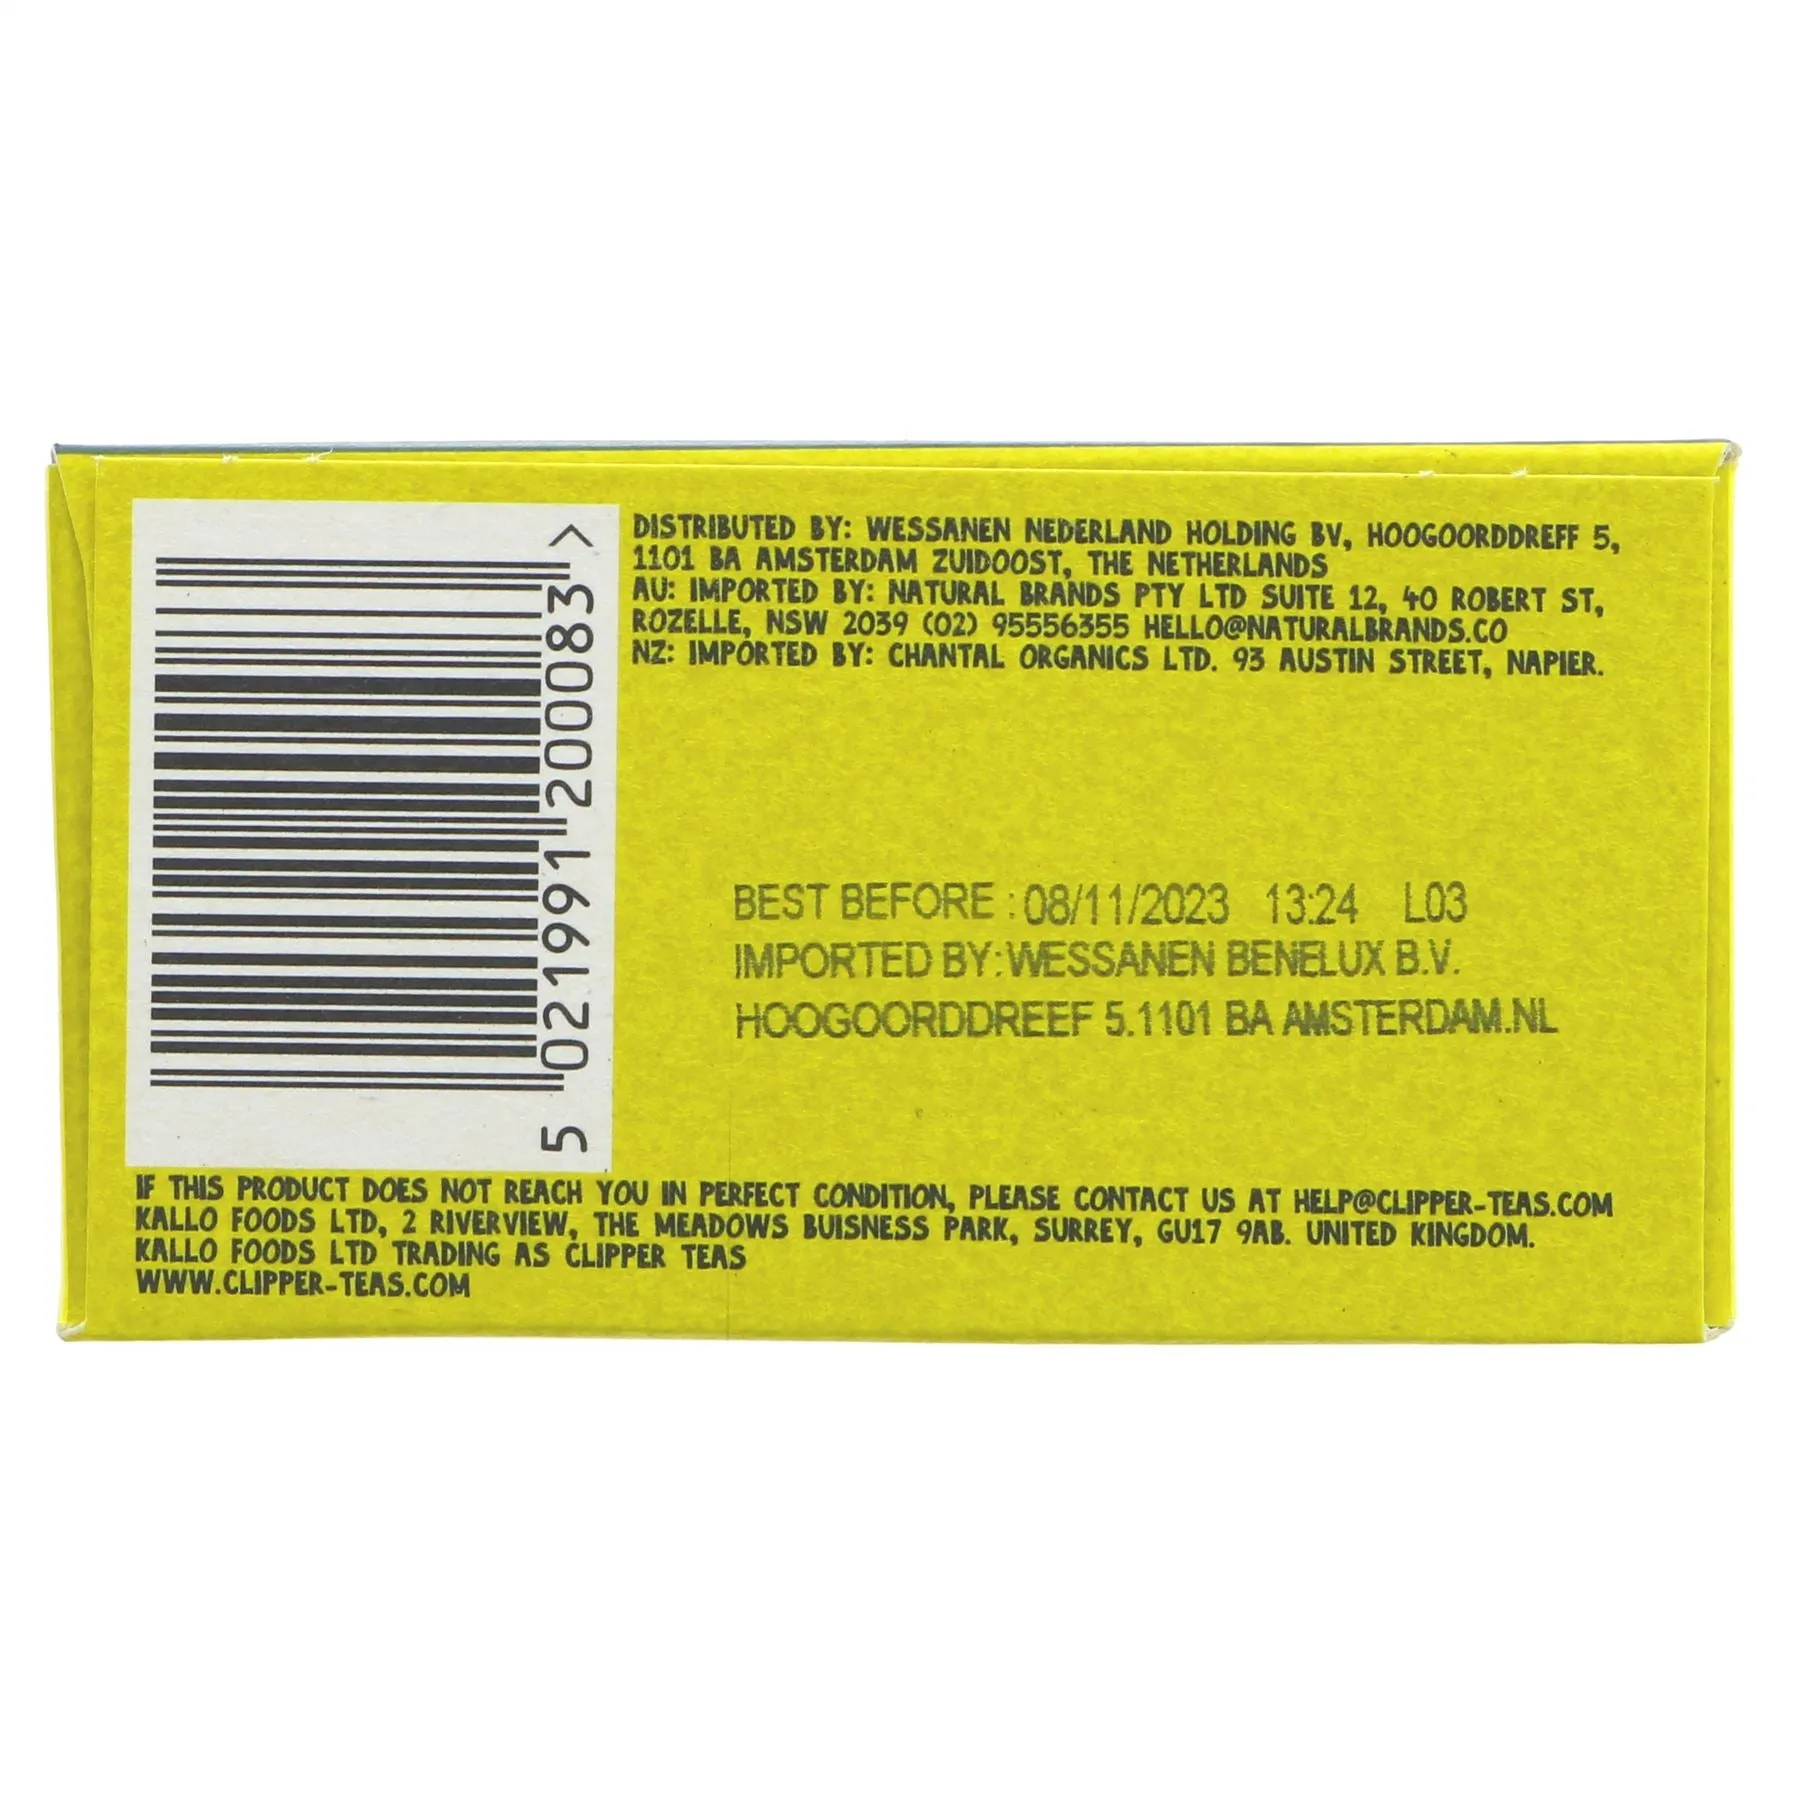 DISTRIBUTED BY: WESSANEN NEDERLAND HOLDING BV, HOOGOORDDREFF 5,
1101 BA AMSTERDAM ZUIDOOST, THE NETHERLANDS
AU: IMPORTED BY: NATURAL BRANDS PTY LTD SUITE 12, 40 ROBERT ST,
ROZELLE, NSW 2039 (02) 95556355 HELLO@NATURALBRANDS.CO
NZ: IMPORTED BY: CHANTAL ORGANICS LTD. 93 AUSTIN STREET, NAPIER.
5 021991 200083 >
BEST BEFORE : 08/11/2023 13:24 L03
IMPORTED BY:WESSANEN BENELUX B.V.
HOOGOORDDREEF 5.1101 BA AMSTERDAM.NL
IF THIS PRODUCT DOES NOT REACH YOU IN PERFECT CONDITION, PLEASE CONTACT US AT HELP@CLIPPER-TEAS.COM
KALLO FOODS LTD, 2 RIVERVIEW, THE MEADOWS BUISNESS PARK, SURREY, GU17 9AB. UNITED KINGDOM.
KALLO FOODS LTD TRADING AS CLIPPER TEAS
WWW.CLIPPER-TEAS.COM